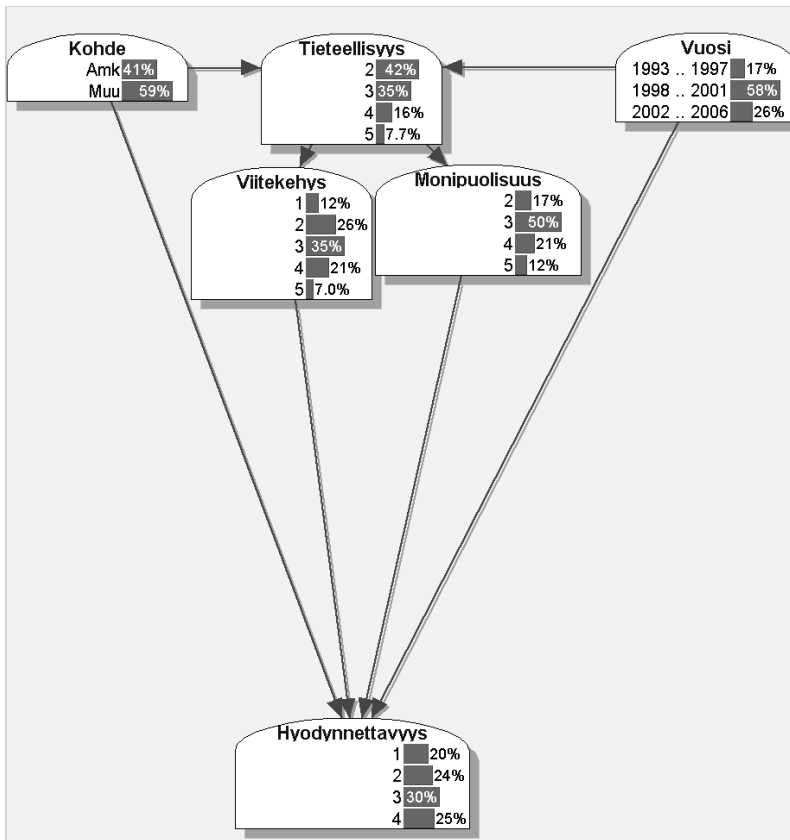 Kohde
Amk 41%
Muu 59%
Tieteellisyys
2 42%
3 35%
4 16%
5 7.7%
Vuosi
1993 .. 1997 17%
1998 .. 2001 58%
2002 .. 2006 26%
Viitekehys
1 12%
2 26%
3 35%
4 21%
5 7.0%
Monipuolisuus
2 17%
3 50%
4 21%
5 12%
Hyodynnettavyys
1 20%
2 24%
3 30%
4 25%